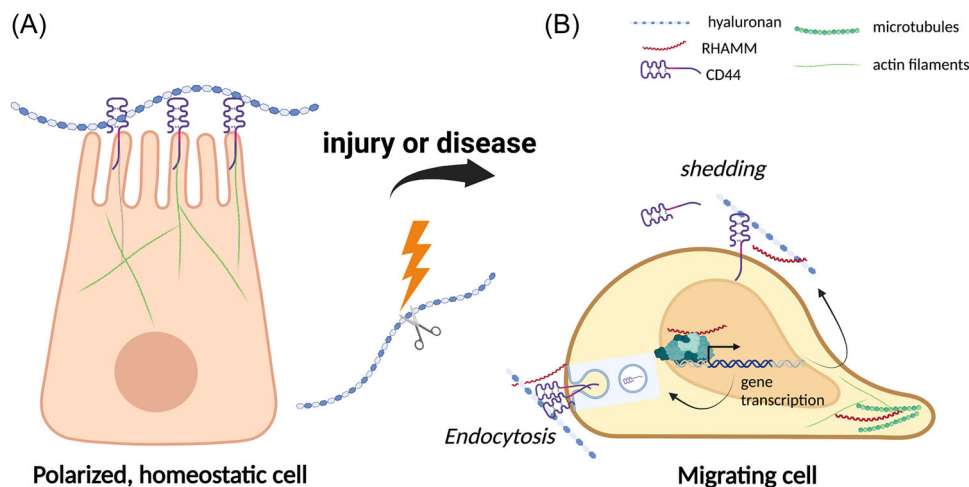 (A)
(B)
hyaluronan
RHAMM
CD44
microtubules
actin filaments
injury or disease
shedding
gene
transcription
Endocytosis
Polarized, homeostatic cell
Migrating cell